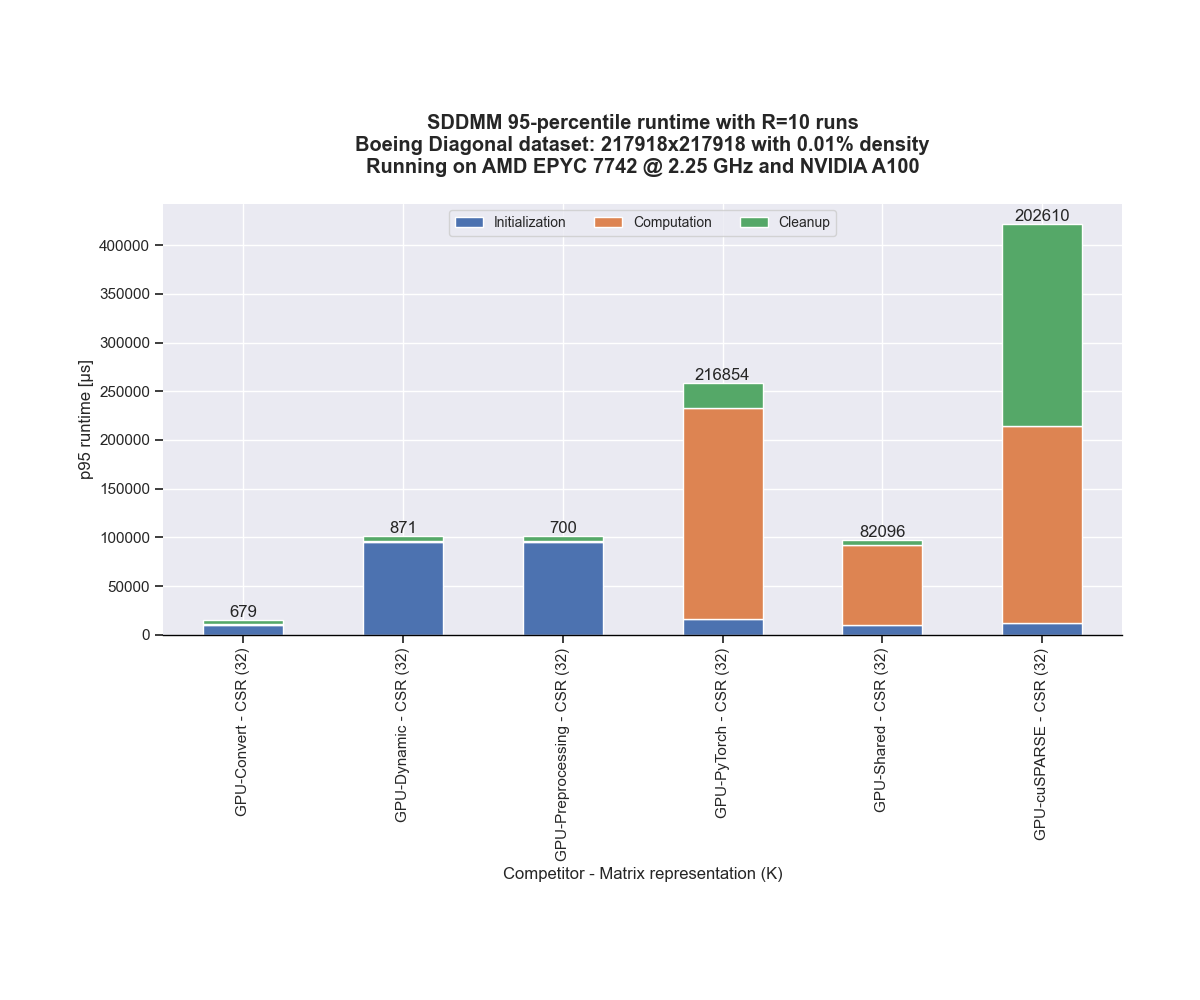 SDDMM 95-percentile runtime with R=10 runs
Boeing Diagonal dataset: 217918x217918 with 0.01% density
Running on AMD EPYC 7742 @ 2.25 GHz and NVIDIA A100
Initialization
Computation
Cleanup
p95 runtime [µs]
400000
350000
300000
250000
200000
150000
100000
50000
0
679
871
700
216854
82096
202610
GPU-Convert - CSR (32)
GPU-Dynamic - CSR (32)
GPU-Preprocessing - CSR (32)
GPU-PyTorch - CSR (32)
GPU-Shared - CSR (32)
GPU-cuSPARSE - CSR (32)
Competitor - Matrix representation (K)